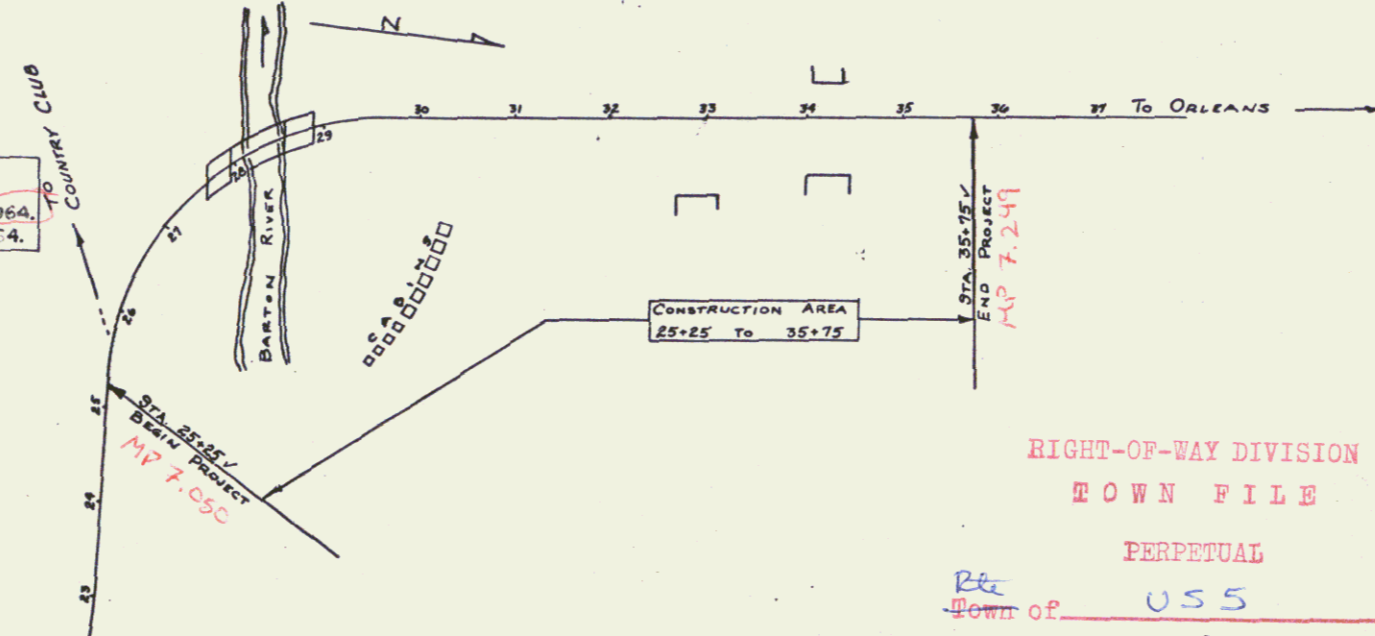 N
TO
COUNTRY CLUB
964.
64.
30 31 32 33 34 35 36 37 TO ORLEANS
29
28
27
26
25
24
23
BARTON RIVER
CABINS
CONSTRUCTION AREA
25+25 TO 35+75
STA. 35+75 ✓
END PROJECT
MP 7.249
STA. 25+25 ✓
BEGIN PROJECT
MP 7.050
RIGHT-OF-WAY DIVISION
TOWN FILE
PERPETUAL
Rte
Town of US5